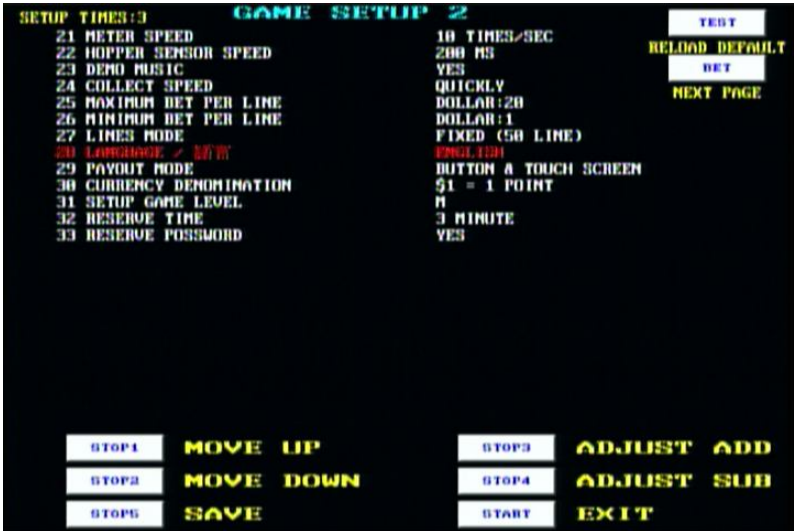 SETUP TIMES:3
GAME SETUP 2
TEST
RELOAD DEFAULT
BET
NEXT PAGE
21 METER SPEED 10 TIMES/SEC
22 HOPPER SENSOR SPEED 200 MS
23 DEMO MUSIC YES
24 COLLECT SPEED QUICKLY
25 MAXIMUM BET PER LINE DOLLAR:20
26 MINIMUM BET PER LINE DOLLAR:1
27 LINES MODE FIXED (50 LINE)
28 LANGUAGE / 語言 ENGLISH
29 PAYOUT MODE BUTTON & TOUCH SCREEN
30 CURRENCY DENOMINATION $1 = 1 POINT
31 SETUP GAME LEVEL M
32 RESERVE TIME 3 MINUTE
33 RESERVE POSSWORD YES
STOP1 MOVE UP STOP3 ADJUST ADD
STOP2 MOVE DOWN STOP4 ADJUST SUB
STOP5 SAVE START EXIT